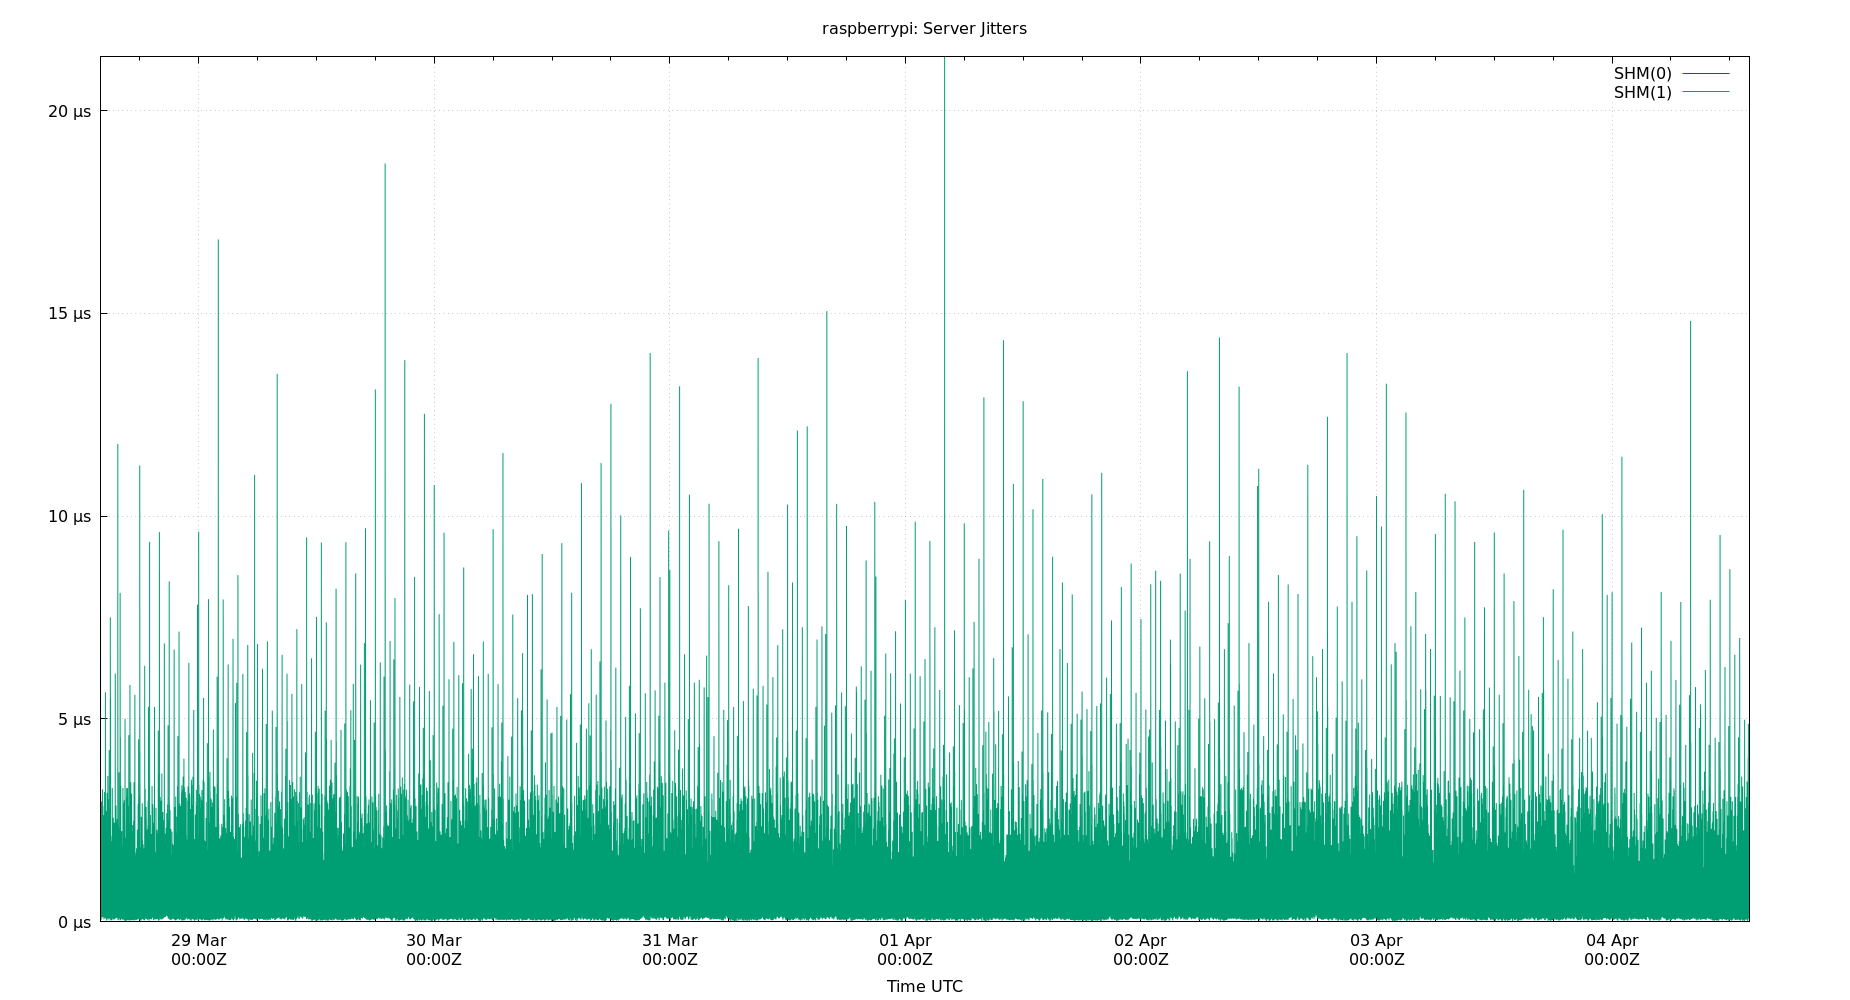 raspberrypi: Server Jitters
SHM(0)
SHM(1)
20 µs
15 µs
10 µs
5 µs
0 µs
29 Mar 30 Mar 31 Mar 01 Apr 02 Apr 03 Apr 04 Apr
00:00Z 00:00Z 00:00Z 00:00Z 00:00Z 00:00Z 00:00Z
Time UTC